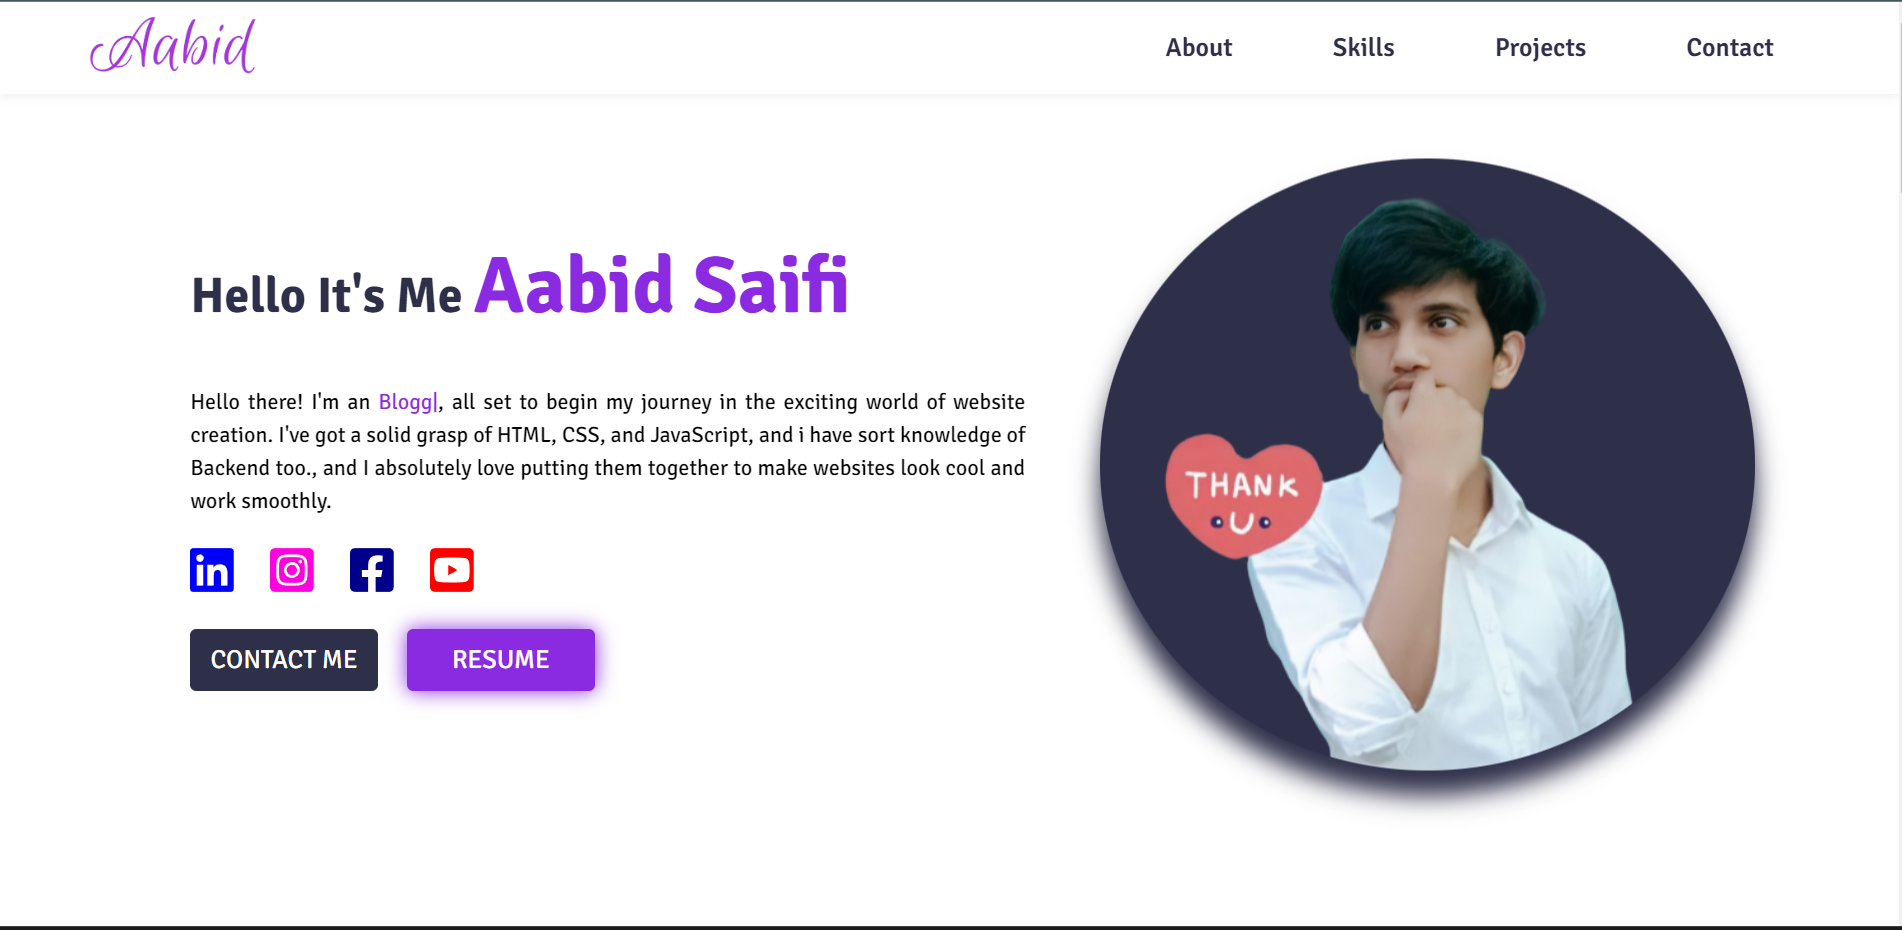 Aabid
About Skills Projects Contact
Hello It's Me Aabid Saifi
Hello there! I'm an Blogg|, all set to begin my journey in the exciting world of website
creation. I've got a solid grasp of HTML, CSS, and JavaScript, and i have sort knowledge of
Backend too., and I absolutely love putting them together to make websites look cool and
work smoothly.
in
CONTACT ME
RESUME
THANK
U